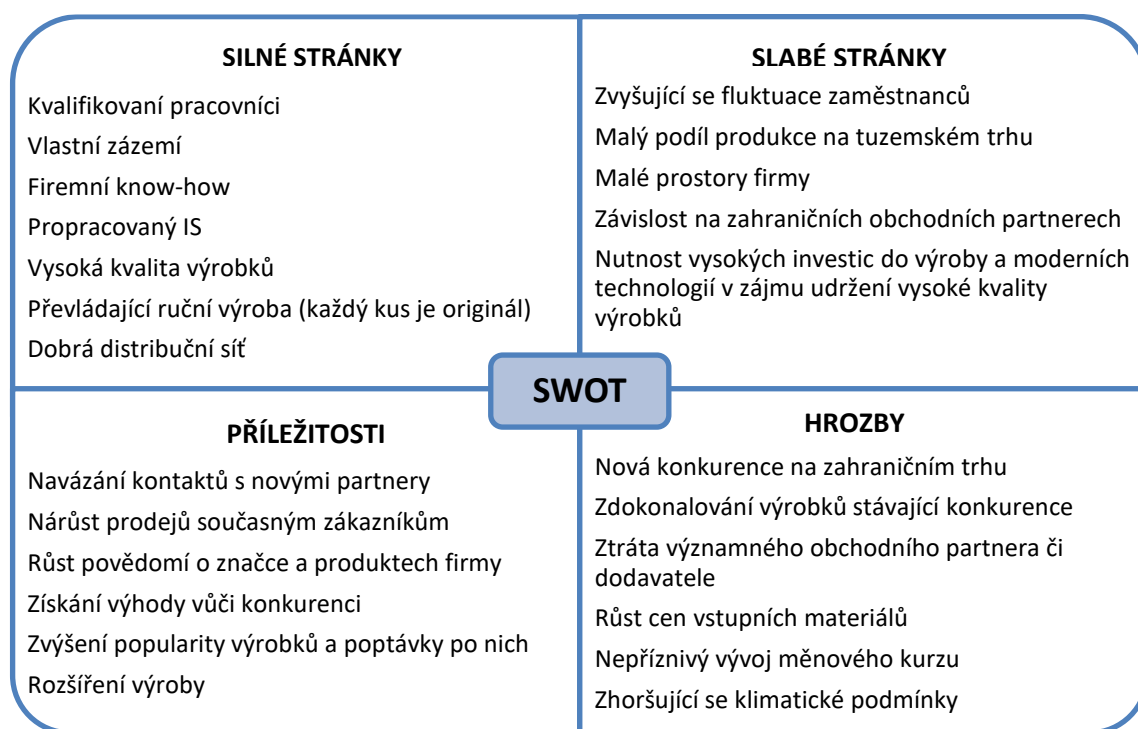 SILNÉ STRÁNKY
Kvalifikovaní pracovníci
Vlastní zázemí
Firemní know-how
Propracovaný IS
Vysoká kvalita výrobků
Převládající ruční výroba (každý kus je originál)
Dobrá distribuční síť
SLABÉ STRÁNKY
Zvyšující se fluktuace zaměstnanců
Malý podíl produkce na tuzemském trhu
Malé prostory firmy
Závislost na zahraničních obchodních partnerech
Nutnost vysokých investic do výroby a moderních
technologií v zájmu udržení vysoké kvality
výrobků
SWOT
PŘÍLEŽITOSTI
Navázání kontaktů s novými partnery
Nárůst prodejů současným zákazníkům
Růst povědomí o značce a produktech firmy
Získání výhody vůči konkurenci
Zvýšení popularity výrobků a poptávky po nich
Rozšíření výroby
HROZBY
Nová konkurence na zahraničním trhu
Zdokonalování výrobků stávající konkurence
Ztráta významného obchodního partnera či
dodavatele
Růst cen vstupních materiálů
Nepříznivý vývoj měnového kurzu
Zhoršující se klimatické podmínky